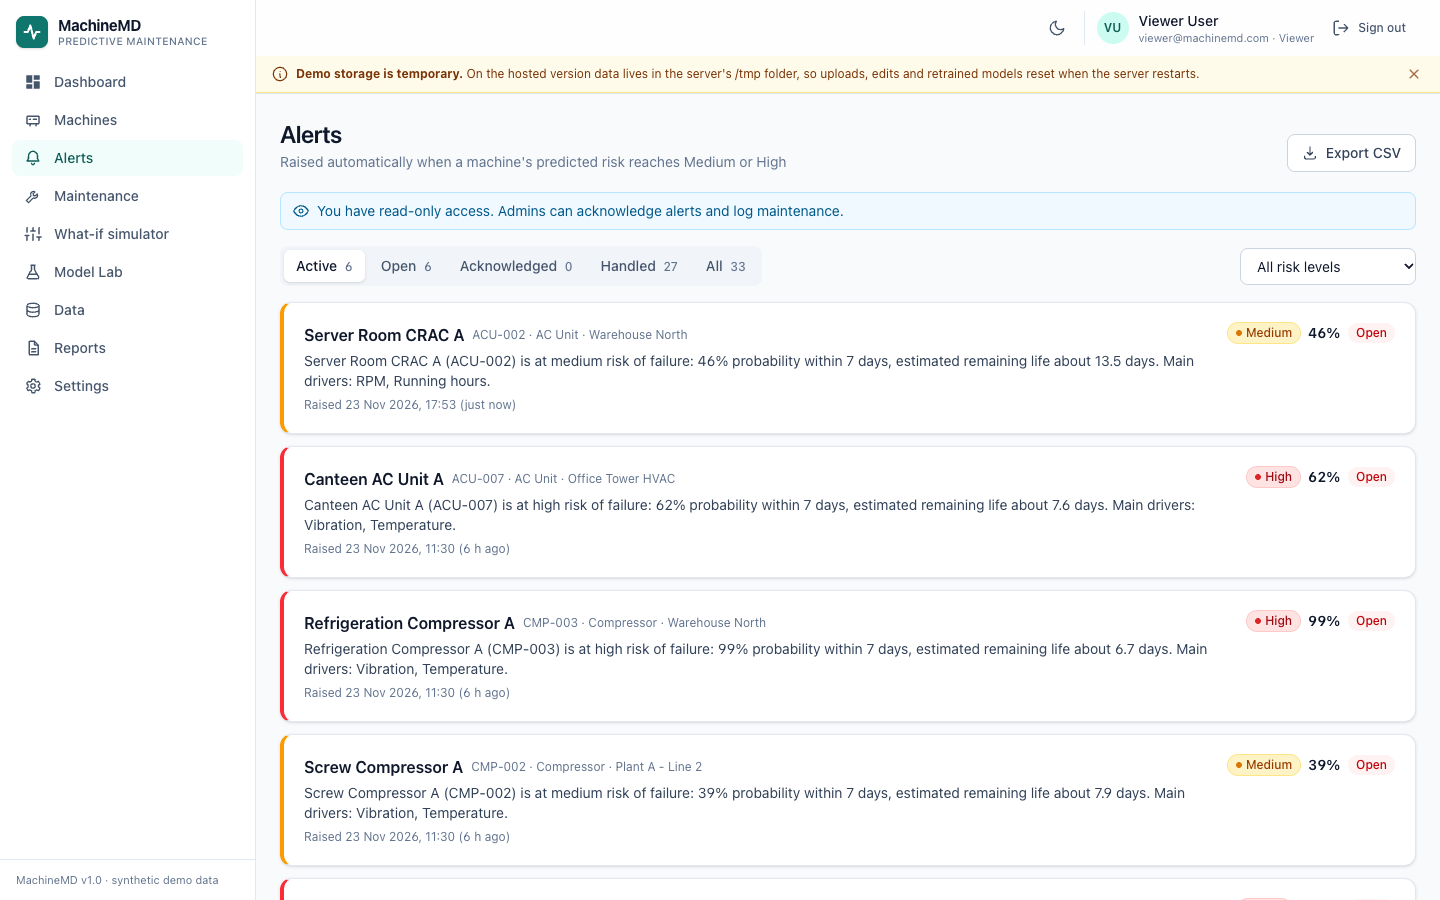 MachineMD
PREDICTIVE MAINTENANCE
Dashboard
Machines
Alerts
Maintenance
What-if simulator
Model Lab
Data
Reports
Settings
MachineMD v1.0 · synthetic demo data
VU
Viewer User
viewer@machinemd.com · Viewer
Sign out
Demo storage is temporary. On the hosted version data lives in the server's /tmp folder, so uploads, edits and retrained models reset when the server restarts.
Alerts
Raised automatically when a machine's predicted risk reaches Medium or High
Export CSV
You have read-only access. Admins can acknowledge alerts and log maintenance.
Active 6 Open 6 Acknowledged 0 Handled 27 All 33
All risk levels
Server Room CRAC A ACU-002 · AC Unit · Warehouse North
Medium 46% Open
Server Room CRAC A (ACU-002) is at medium risk of failure: 46% probability within 7 days, estimated remaining life about 13.5 days. Main
drivers: RPM, Running hours.
Raised 23 Nov 2026, 17:53 (just now)
Canteen AC Unit A ACU-007 · AC Unit · Office Tower HVAC
High 62% Open
Canteen AC Unit A (ACU-007) is at high risk of failure: 62% probability within 7 days, estimated remaining life about 7.6 days. Main drivers:
Vibration, Temperature.
Raised 23 Nov 2026, 11:30 (6 h ago)
Refrigeration Compressor A CMP-003 · Compressor · Warehouse North
High 99% Open
Refrigeration Compressor A (CMP-003) is at high risk of failure: 99% probability within 7 days, estimated remaining life about 6.7 days. Main
drivers: Vibration, Temperature.
Raised 23 Nov 2026, 11:30 (6 h ago)
Screw Compressor A CMP-002 · Compressor · Plant A - Line 2
Medium 39% Open
Screw Compressor A (CMP-002) is at medium risk of failure: 39% probability within 7 days, estimated remaining life about 7.9 days. Main
drivers: Vibration, Temperature.
Raised 23 Nov 2026, 11:30 (6 h ago)